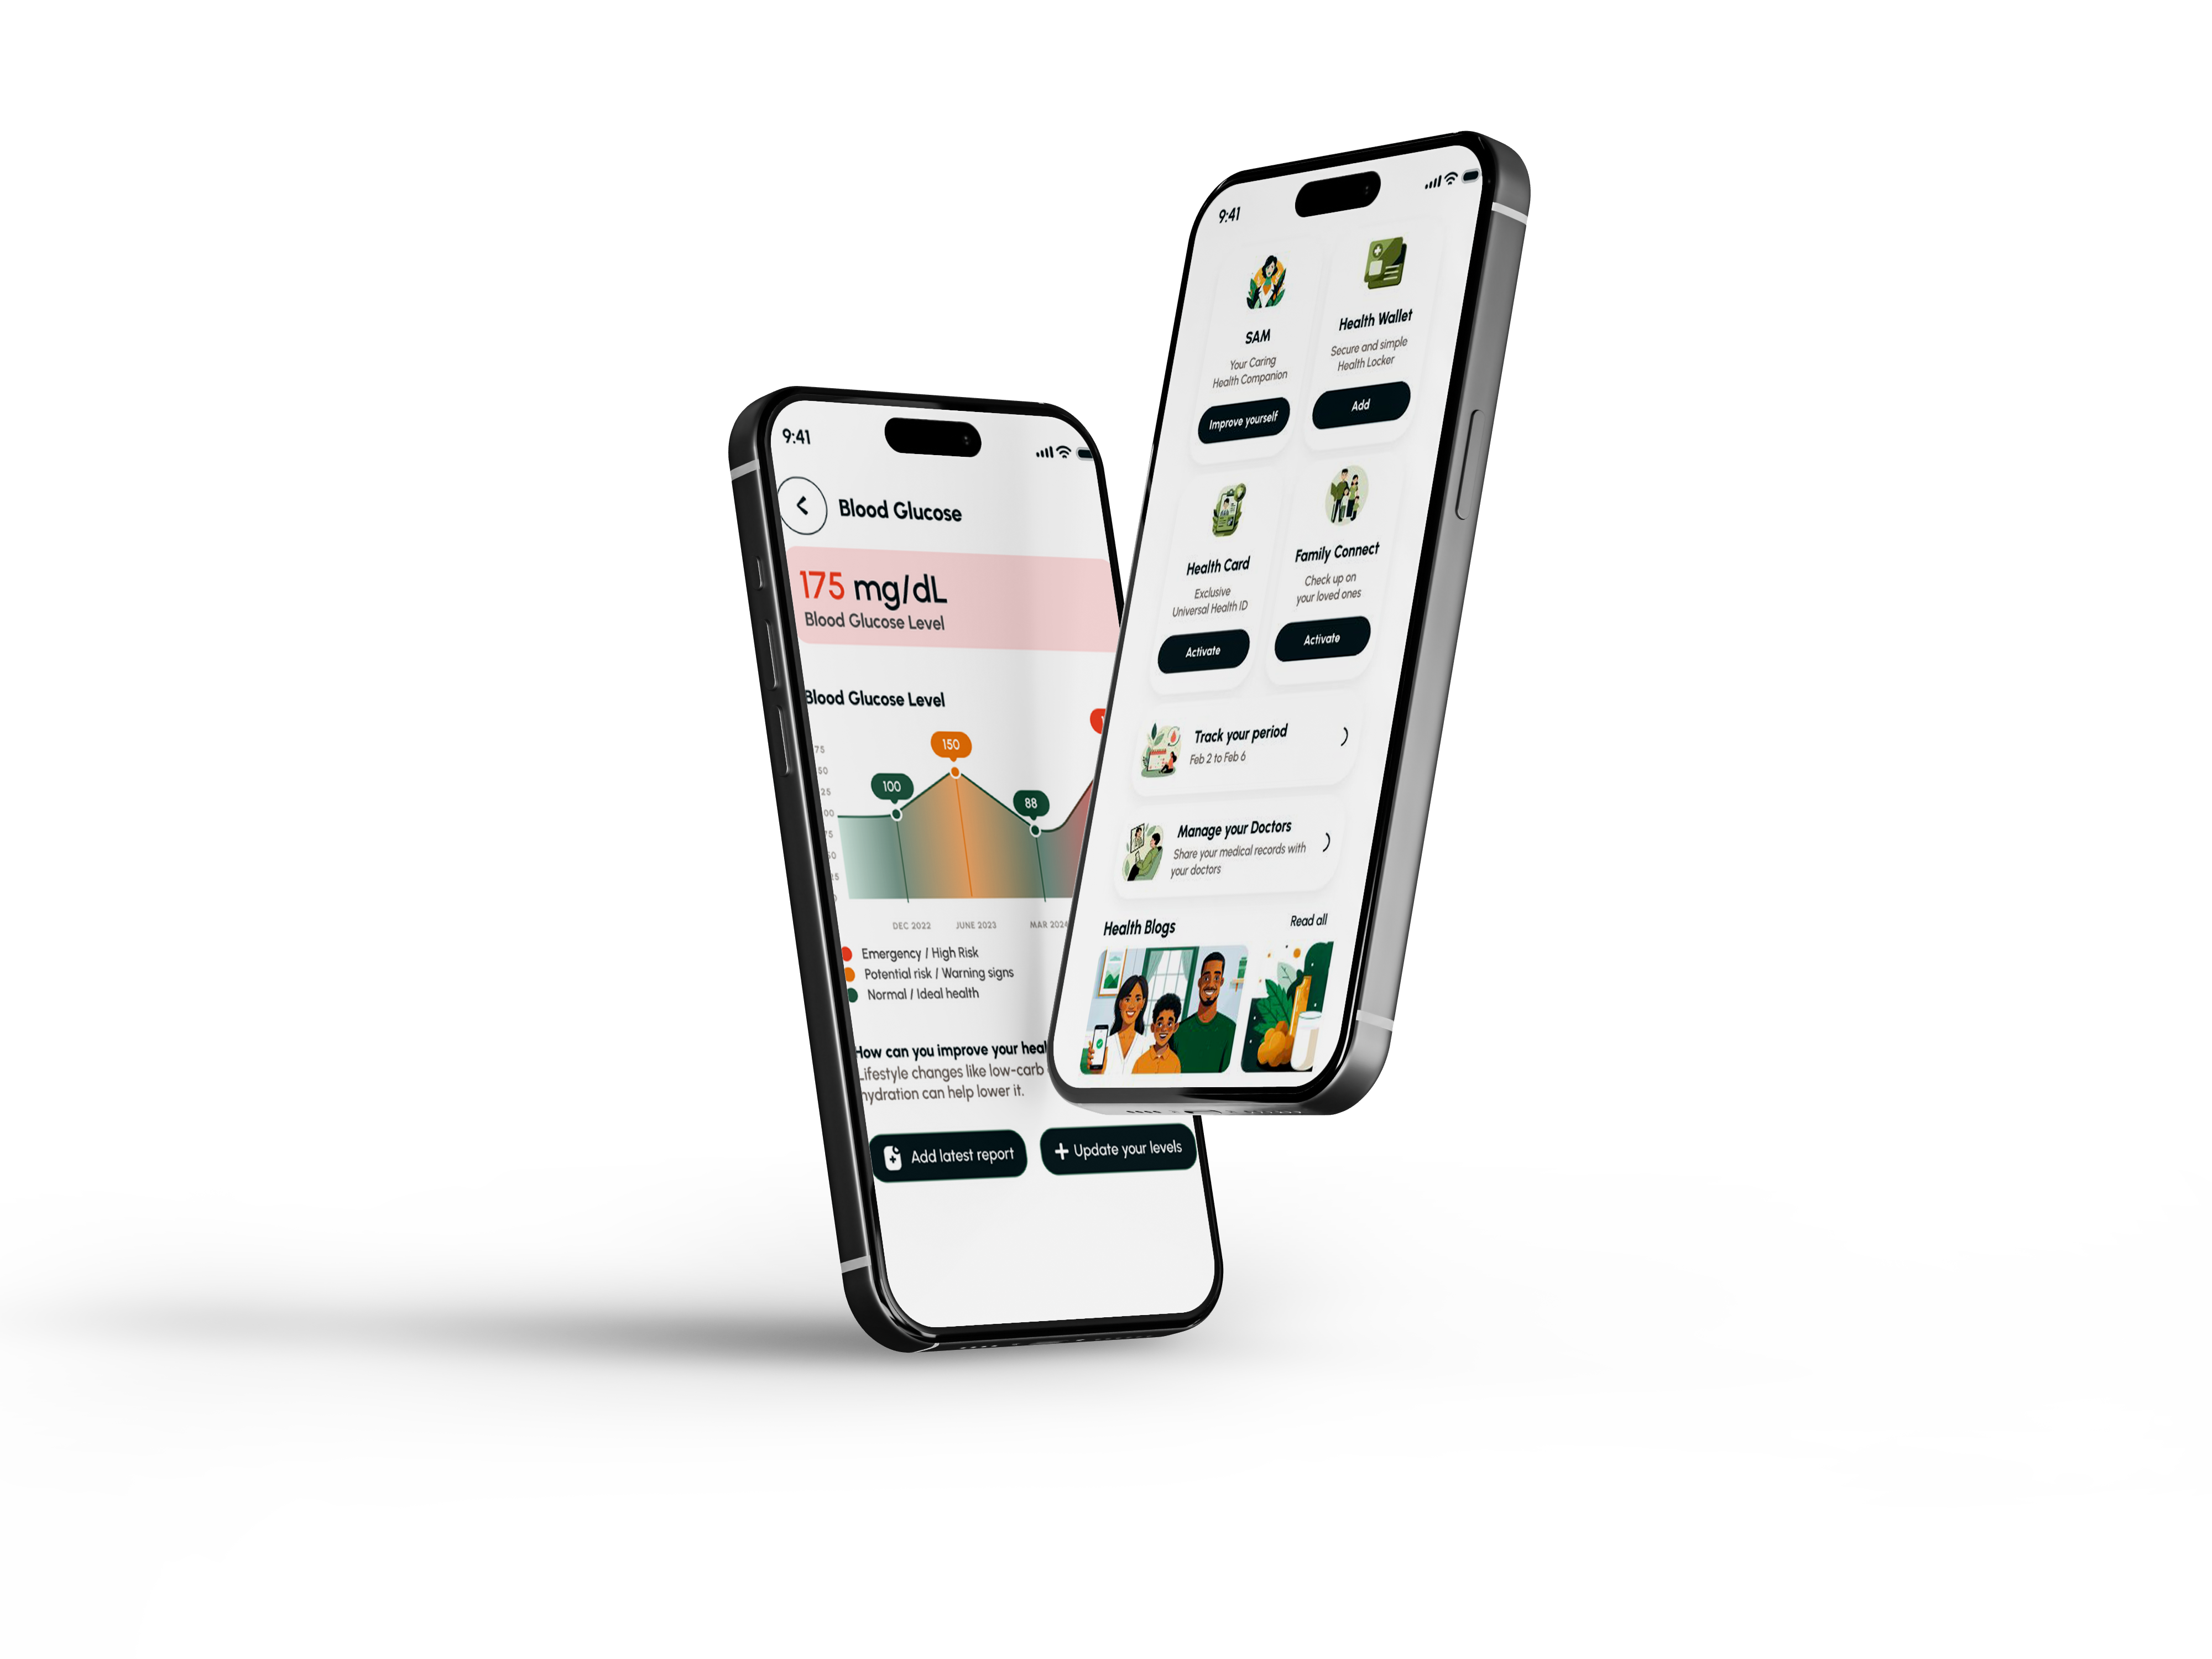 9:41
Blood Glucose
175 mg/dL
Blood Glucose Level
Blood Glucose Level
150
100
88
75
50
25
00
75
50
25
DEC 2022 JUNE 2023 MAR 2024
Emergency / High Risk
Potential risk / Warning signs
Normal / Ideal health
How can you improve your heal
Lifestyle changes like low-carb
hydration can help lower it.
Add latest report
Update your levels
9:41
SAM
Your Caring
Health Companion
Improve yourself
Health Wallet
Secure and simple
Health Locker
Add
Health Card
Exclusive
Universal Health ID
Activate
Family Connect
Check up on
your loved ones
Activate
Track your period
Feb 2 to Feb 6
Manage your Doctors
Share your medical records with
your doctors
Health Blogs
Read all